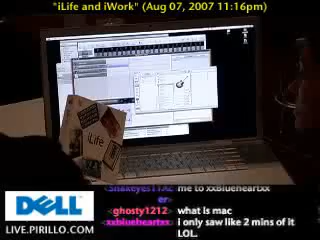 "iLife and iWork" (Aug 07, 2007 11:16pm)
iLife
DELL
LIVE.PIRILLO.COM
me to xxblueheartxx
er>
<ghosty1212> what is mac
<xxblueheartxx> i only saw like 2 mins of it
LOL.